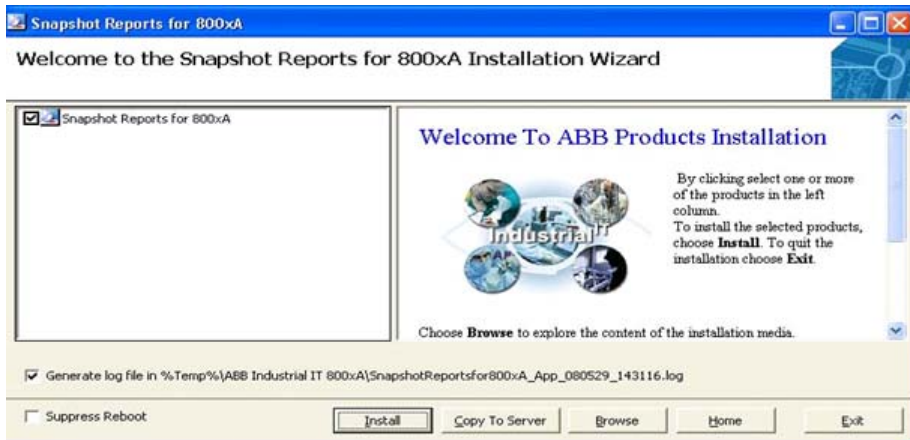 Snapshot Reports for 800xA
Welcome to the Snapshot Reports for 800xA Installation Wizard
Snapshot Reports for 800xA
Welcome To ABB Products Installation
By clicking select one or more
of the products in the left
column.
To install the selected products,
choose Install. To quit the
installation choose Exit.
Industrial IT
Choose Browse to explore the content of the installation media.
Generate log file in %Temp%\ABB Industrial IT 800xA\SnapshotReportsfor800xA_App_080529_143116.log
Suppress Reboot
Install
Copy To Server
Browse
Home
Exit